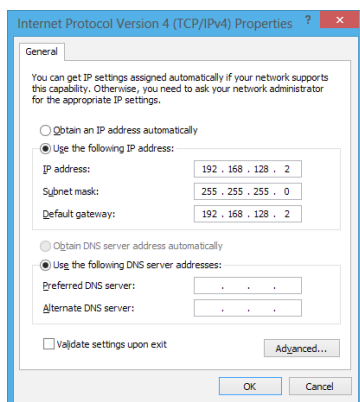 Internet Protocol Version 4 (TCP/IPv4) Properties ? ×
General
You can get IP settings assigned automatically if your network supports
this capability. Otherwise, you need to ask your network administrator
for the appropriate IP settings.
Obtain an IP address automatically
Use the following IP address:
IP address: 192 . 168 . 128 . 2
Subnet mask: 255 . 255 . 255 . 0
Default gateway: 192 . 168 . 128 . 2
Obtain DNS server address automatically
Use the following DNS server addresses:
Preferred DNS server: . . .
Alternate DNS server: . . .
Validate settings upon exit
Advanced...
OK Cancel